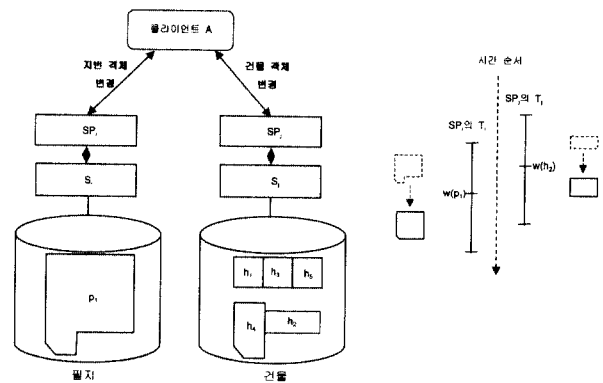 클라이언트 A
지반 객체
변경
건물 객체
변경
SPᵢ
SPⱼ
Sᵢ
Sⱼ
p₁
h₁ h₃ h₅
h₄ h₂
필지
건물
시간 순서
SPᵢ의 Tᵢ
SPⱼ의 Tⱼ
w(p₁)
w(h₂)